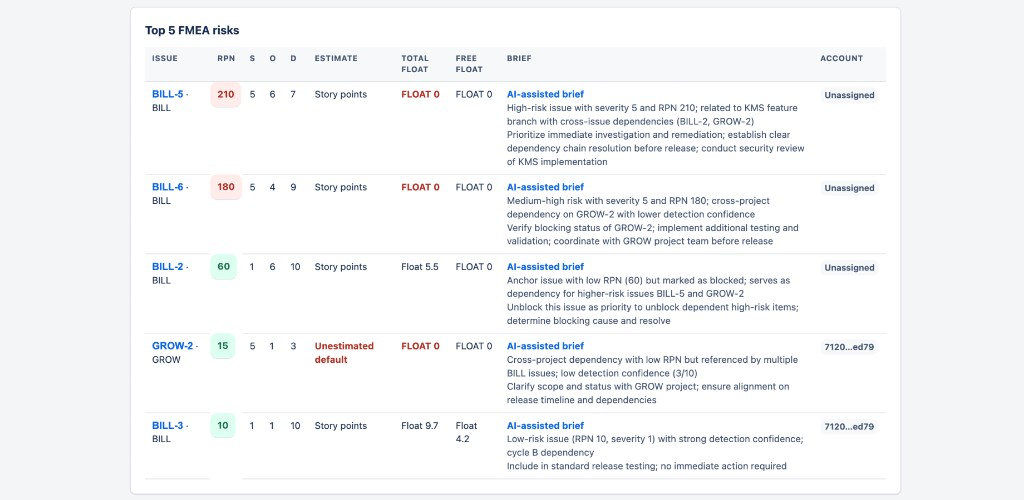 Top 5 FMEA risks
ISSUE RPN S O D ESTIMATE TOTAL FLOAT FREE FLOAT BRIEF ACCOUNT
BILL-5 · BILL 210 5 6 7 Story points FLOAT 0 FLOAT 0 AI-assisted brief Unassigned
High-risk issue with severity 5 and RPN 210; related to KMS feature
branch with cross-issue dependencies (BILL-2, GROW-2)
Prioritize immediate investigation and remediation; establish clear
dependency chain resolution before release; conduct security review
of KMS implementation
BILL-6 · BILL 180 5 4 9 Story points FLOAT 0 FLOAT 0 AI-assisted brief Unassigned
Medium-high risk with severity 5 and RPN 180; cross-project
dependency on GROW-2 with lower detection confidence
Verify blocking status of GROW-2; implement additional testing and
validation; coordinate with GROW project team before release
BILL-2 · BILL 60 1 6 10 Story points Float 5.5 FLOAT 0 AI-assisted brief Unassigned
Anchor issue with low RPN (60) but marked as blocked; serves as
dependency for higher-risk issues BILL-5 and GROW-2
Unblock this issue as priority to unblock dependent high-risk items;
determine blocking cause and resolve
GROW-2 · GROW 15 5 1 3 Unestimated default FLOAT 0 FLOAT 0 AI-assisted brief 7120...ed79
Cross-project dependency with low RPN but referenced by multiple
BILL issues; low detection confidence (3/10)
Clarify scope and status with GROW project; ensure alignment on
release timeline and dependencies
BILL-3 · BILL 10 1 1 10 Story points Float 9.7 Float 4.2 AI-assisted brief 7120...ed79
Low-risk issue (RPN 10, severity 1) with strong detection confidence;
cycle B dependency
Include in standard release testing; no immediate action required